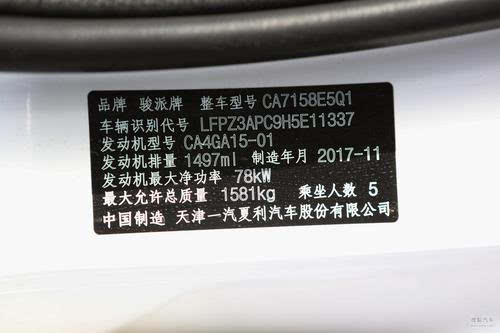 品牌 骏派牌 整车型号 CA7158E5Q1
车辆识别代号 LFPZ3APC9H5E11337
发动机型号 CA4GA15-01
发动机排量 1497ml 制造年月 2017-11
发动机最大净功率 78kW
最大允许总质量 1581kg 乘坐人数 5
中国制造 天津一汽夏利汽车股份有限公司